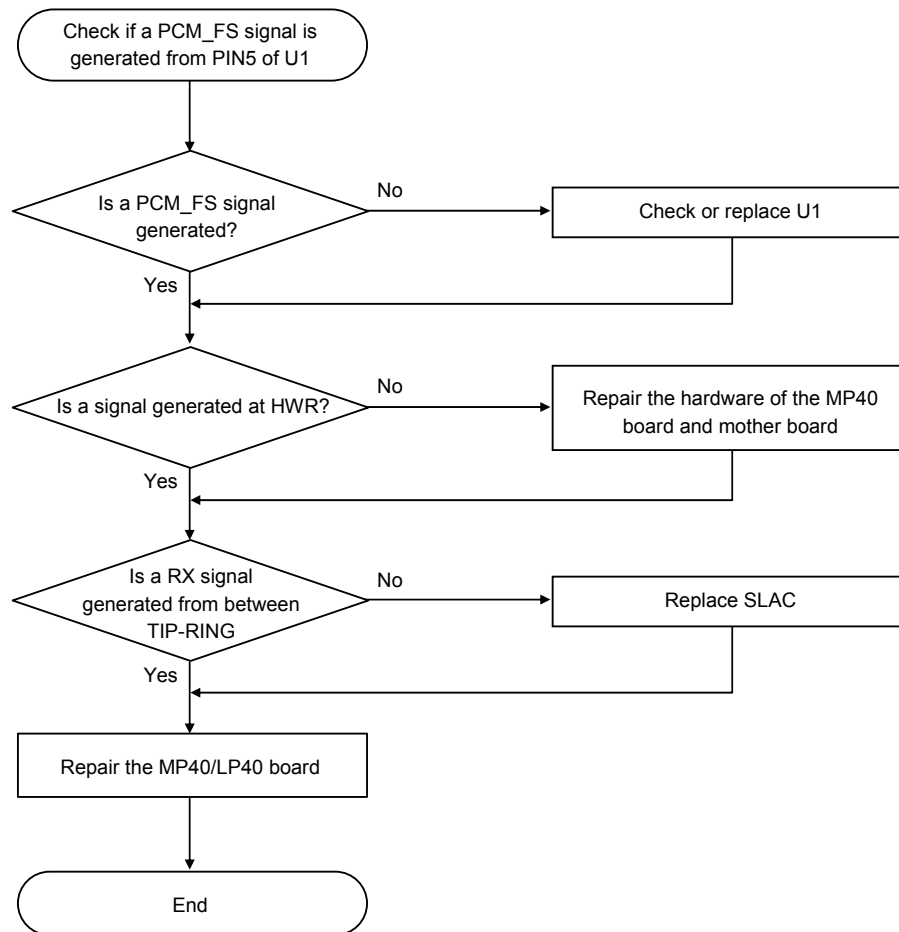 Check if a PCM_FS signal is
generated from PIN5 of U1
Is a PCM_FS signal
generated?
No
Check or replace U1
Yes
Is a signal generated at HWR?
No
Repair the hardware of the MP40
board and mother board
Yes
Is a RX signal
generated from between
TIP-RING
No
Replace SLAC
Yes
Repair the MP40/LP40 board
End